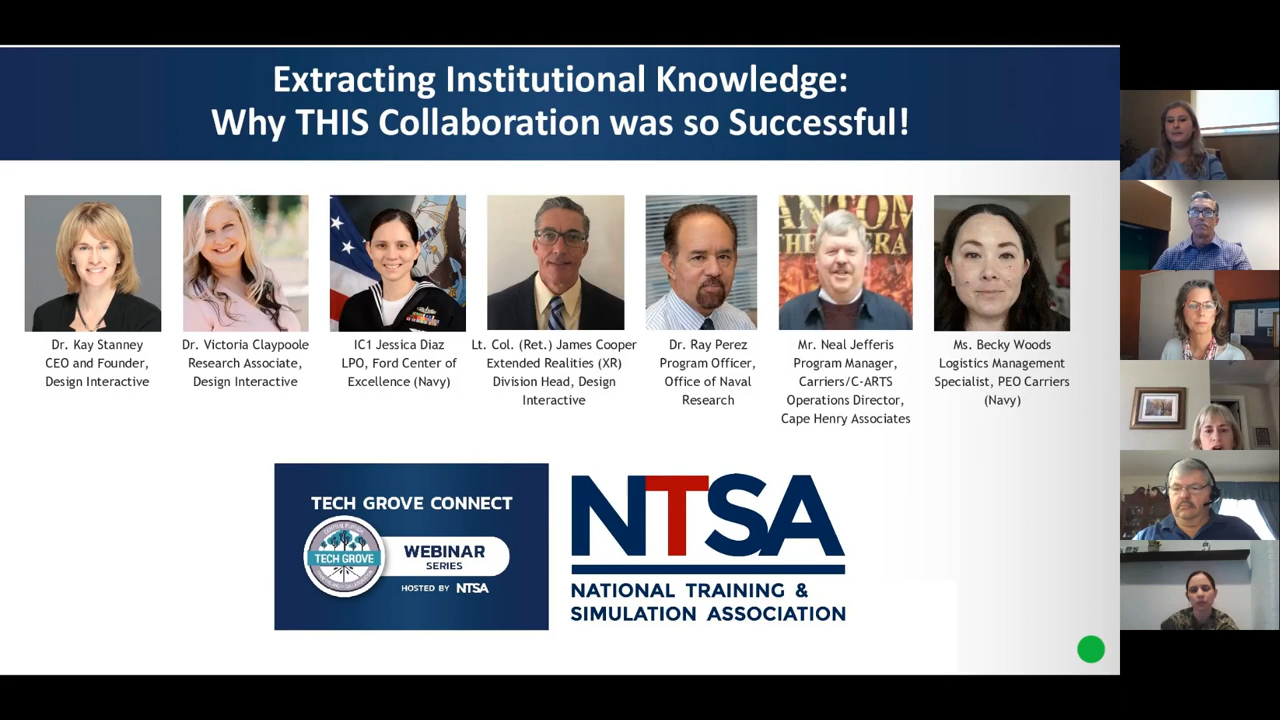 Extracting Institutional Knowledge:
Why THIS Collaboration was so Successful!
ANTOM
THE OPERA
Dr. Kay Stanney
CEO and Founder,
Design Interactive
Dr. Victoria Claypoole
Research Associate,
Design Interactive
IC1 Jessica Diaz
LPO, Ford Center of
Excellence (Navy)
Lt. Col. (Ret.) James Cooper
Extended Realities (XR)
Division Head, Design
Interactive
Dr. Ray Perez
Program Officer,
Office of Naval
Research
Mr. Neal Jefferis
Program Manager,
Carriers/C-ARTS
Operations Director,
Cape Henry Associates
Ms. Becky Woods
Logistics Management
Specialist, PEO Carriers
(Navy)
TECH GROVE CONNECT
TECH GROVE
WEBINAR
SERIES
HOSTED BY NTSA
NTSA
NATIONAL TRAINING &
SIMULATION ASSOCIATION